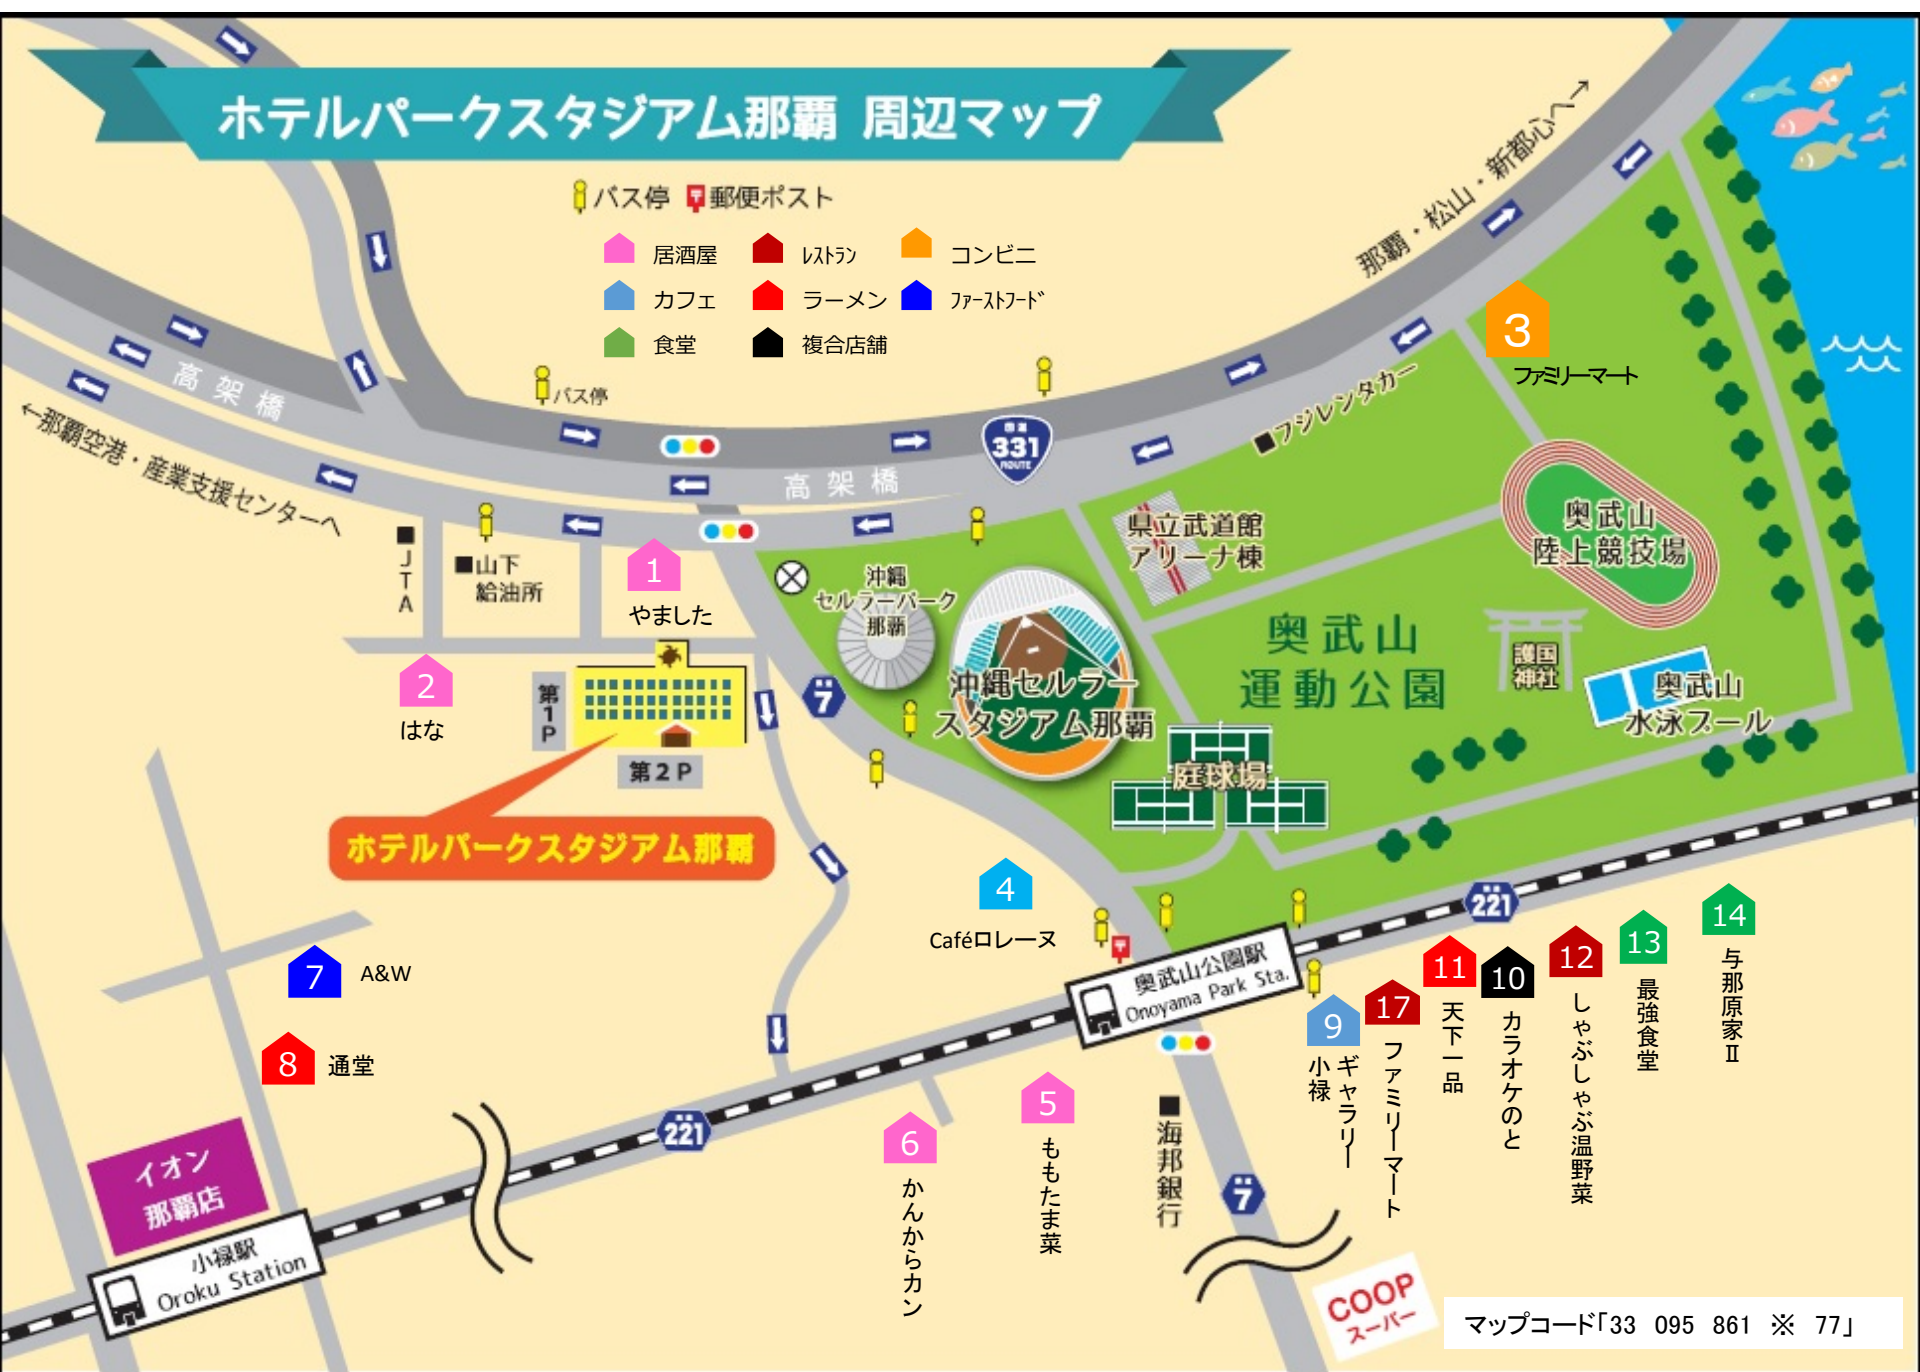 ホテルパークスタジアム那覇 周辺マップ
バス停
郵便ポスト
居酒屋
レストラン
コンビニ
カフェ
ラーメン
ファーストフード
食堂
複合店舗
那覇・松山・新都心へ→
3
ファミリーマート
高架橋
バス停
←那覇空港・産業支援センターへ
国道
331
ROUTE
高架橋
■フジレンタカー
■JTA
■山下
給油所
1
やました
2
はな
第1P
第2P
ホテルパークスタジアム那覇
7
沖縄
セルラーパーク
那覇
沖縄セルラー
スタジアム那覇
県立武道館
アリーナ棟
奥武山
陸上競技場
奥武山
運動公園
護国
神社
奥武山
水泳プール
庭球場
4
Caféロレーヌ
奥武山公園駅
Onoyama Park Sta.
221
7
A&W
8
通堂
イオン
那覇店
小禄駅
Oroku Station
221
6
かんからカン
5
ももたま菜
■海邦銀行
7
9
ギャラリー
小禄
17
ファミリーマート
11
天下一品
10
カラオケのと
12
しゃぶしゃぶ温野菜
13
最強食堂
14
与那原家Ⅱ
COOP
スーパー
マップコード「33 095 861 ※ 77」